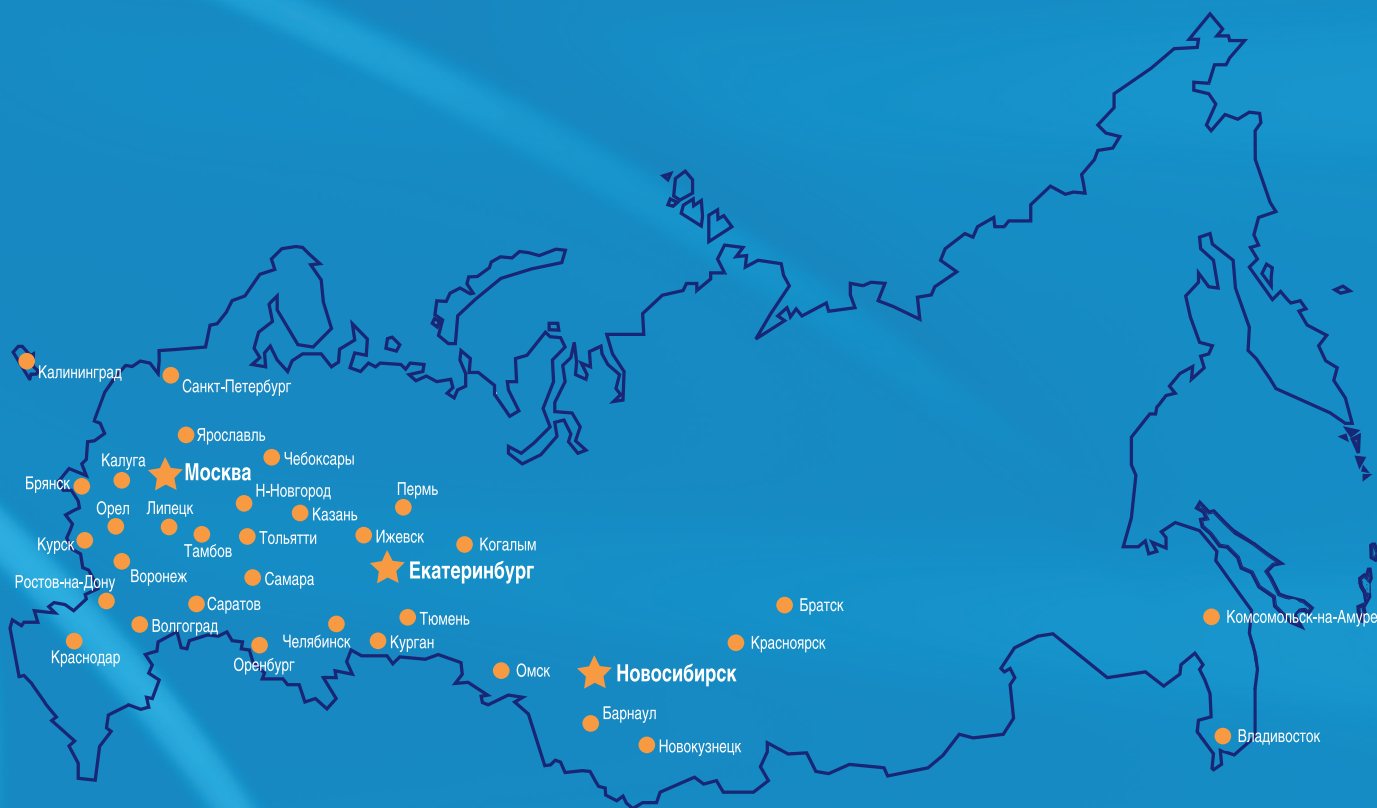 Калининград
Санкт-Петербург
Ярославль
Чебоксары
Калуга
Москва
Брянск
Н-Новгород
Пермь
Орел
Липецк
Казань
Курск
Тамбов
Тольятти
Ижевск
Когалым
Екатеринбург
Воронеж
Ростов-на-Дону
Самара
Саратов
Волгоград
Челябинск
Тюмень
Курган
Братск
Комсомольск-на-Амуре
Краснодар
Оренбург
Красноярск
Омск
Новосибирск
Барнаул
Новокузнецк
Владивосток